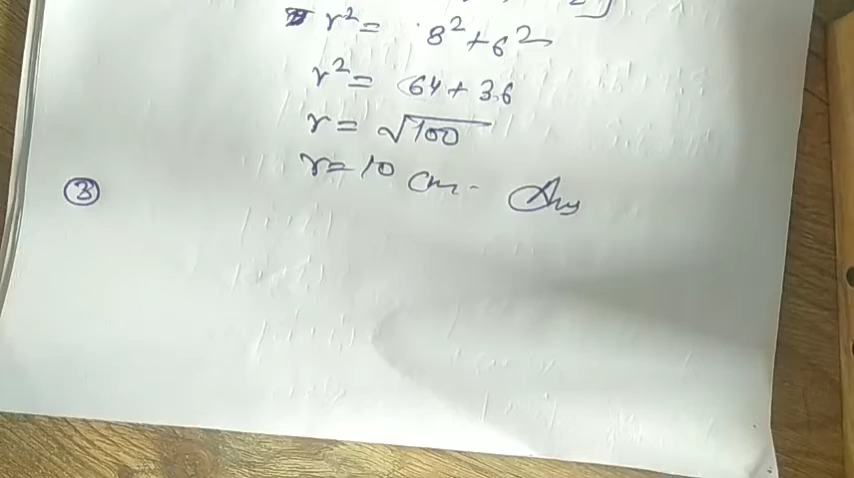 r² = 8² + 6²
r² = 64 + 36
r = √100
r = 10 cm. Ans
③